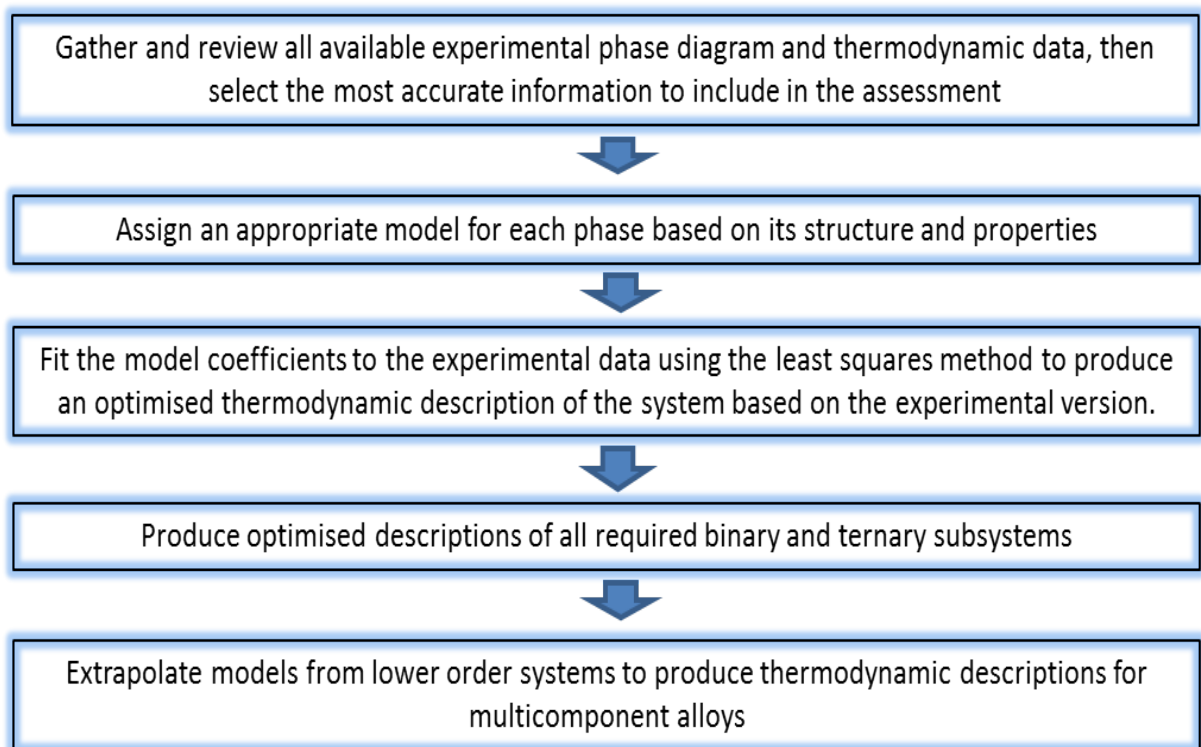 Gather and review all available experimental phase diagram and thermodynamic data, then
select the most accurate information to include in the assessment
Assign an appropriate model for each phase based on its structure and properties
Fit the model coefficients to the experimental data using the least squares method to produce
an optimised thermodynamic description of the system based on the experimental version.
Produce optimised descriptions of all required binary and ternary subsystems
Extrapolate models from lower order systems to produce thermodynamic descriptions for
multicomponent alloys